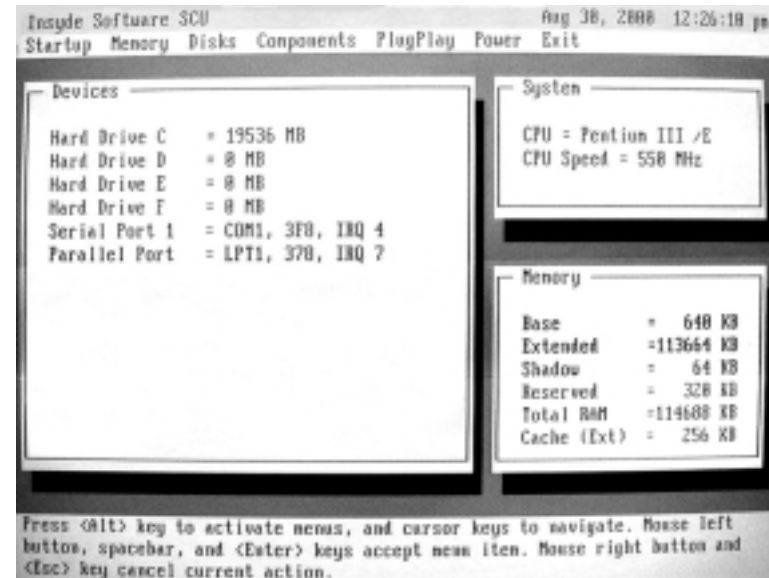 Insyde Software SCU
Aug 30, 2000 12:26:18 pm
Startup Memory Disks Components PlugPlay Power Exit
Devices
Hard Drive C = 19536 MB
Hard Drive D = 0 MB
Hard Drive E = 0 MB
Hard Drive F = 0 MB
Serial Port 1 = COM1, 3F8, IRQ 4
Parallel Port = LPT1, 378, IRQ 7
System
CPU = Pentium III /E
CPU Speed = 550 MHz
Memory
Base = 640 KB
Extended =113664 KB
Shadow = 64 KB
Reserved = 320 KB
Total RAM =114688 KB
Cache (Ext) = 256 KB
Press <Alt> key to activate menus, and cursor keys to navigate. Mouse left
button, spacebar, and <Enter> keys accept menu item. Mouse right button and
<Esc> key cancel current action.